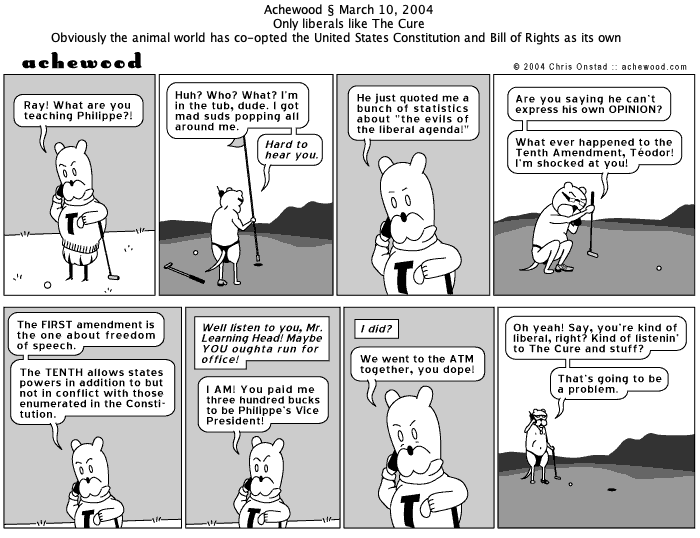 Achewood § March 10, 2004
Only liberals like The Cure
Obviously the animal world has co-opted the United States Constitution and Bill of Rights as its own
achewood
© 2004 Chris Onstad :: achewood.com
Ray! What are you
teaching Philippe?!
Huh? Who? What? I'm
in the tub, dude. I got
mad suds popping all
around me.
Hard to
hear you.
He just quoted me a
bunch of statistics
about "the evils of
the liberal agenda!"
T
Are you saying he can't
express his own OPINION?
What ever happened to the
Tenth Amendment, Téodor!
I'm shocked at you!
The FIRST amendment is
the one about freedom
of speech.
The TENTH allows states
powers in addition to but
not in conflict with those
enumerated in the Consti-
tution.
Well listen to you, Mr.
Learning Head! Maybe
YOU oughta run for
office!
I AM! You paid me
three hundred bucks
to be Philippe's Vice
President!
I did?
We went to the ATM
together, you dope!
Oh yeah! Say, you're kind of
liberal, right? Kind of listenin'
to The Cure and stuff?
That's going to be
a problem.